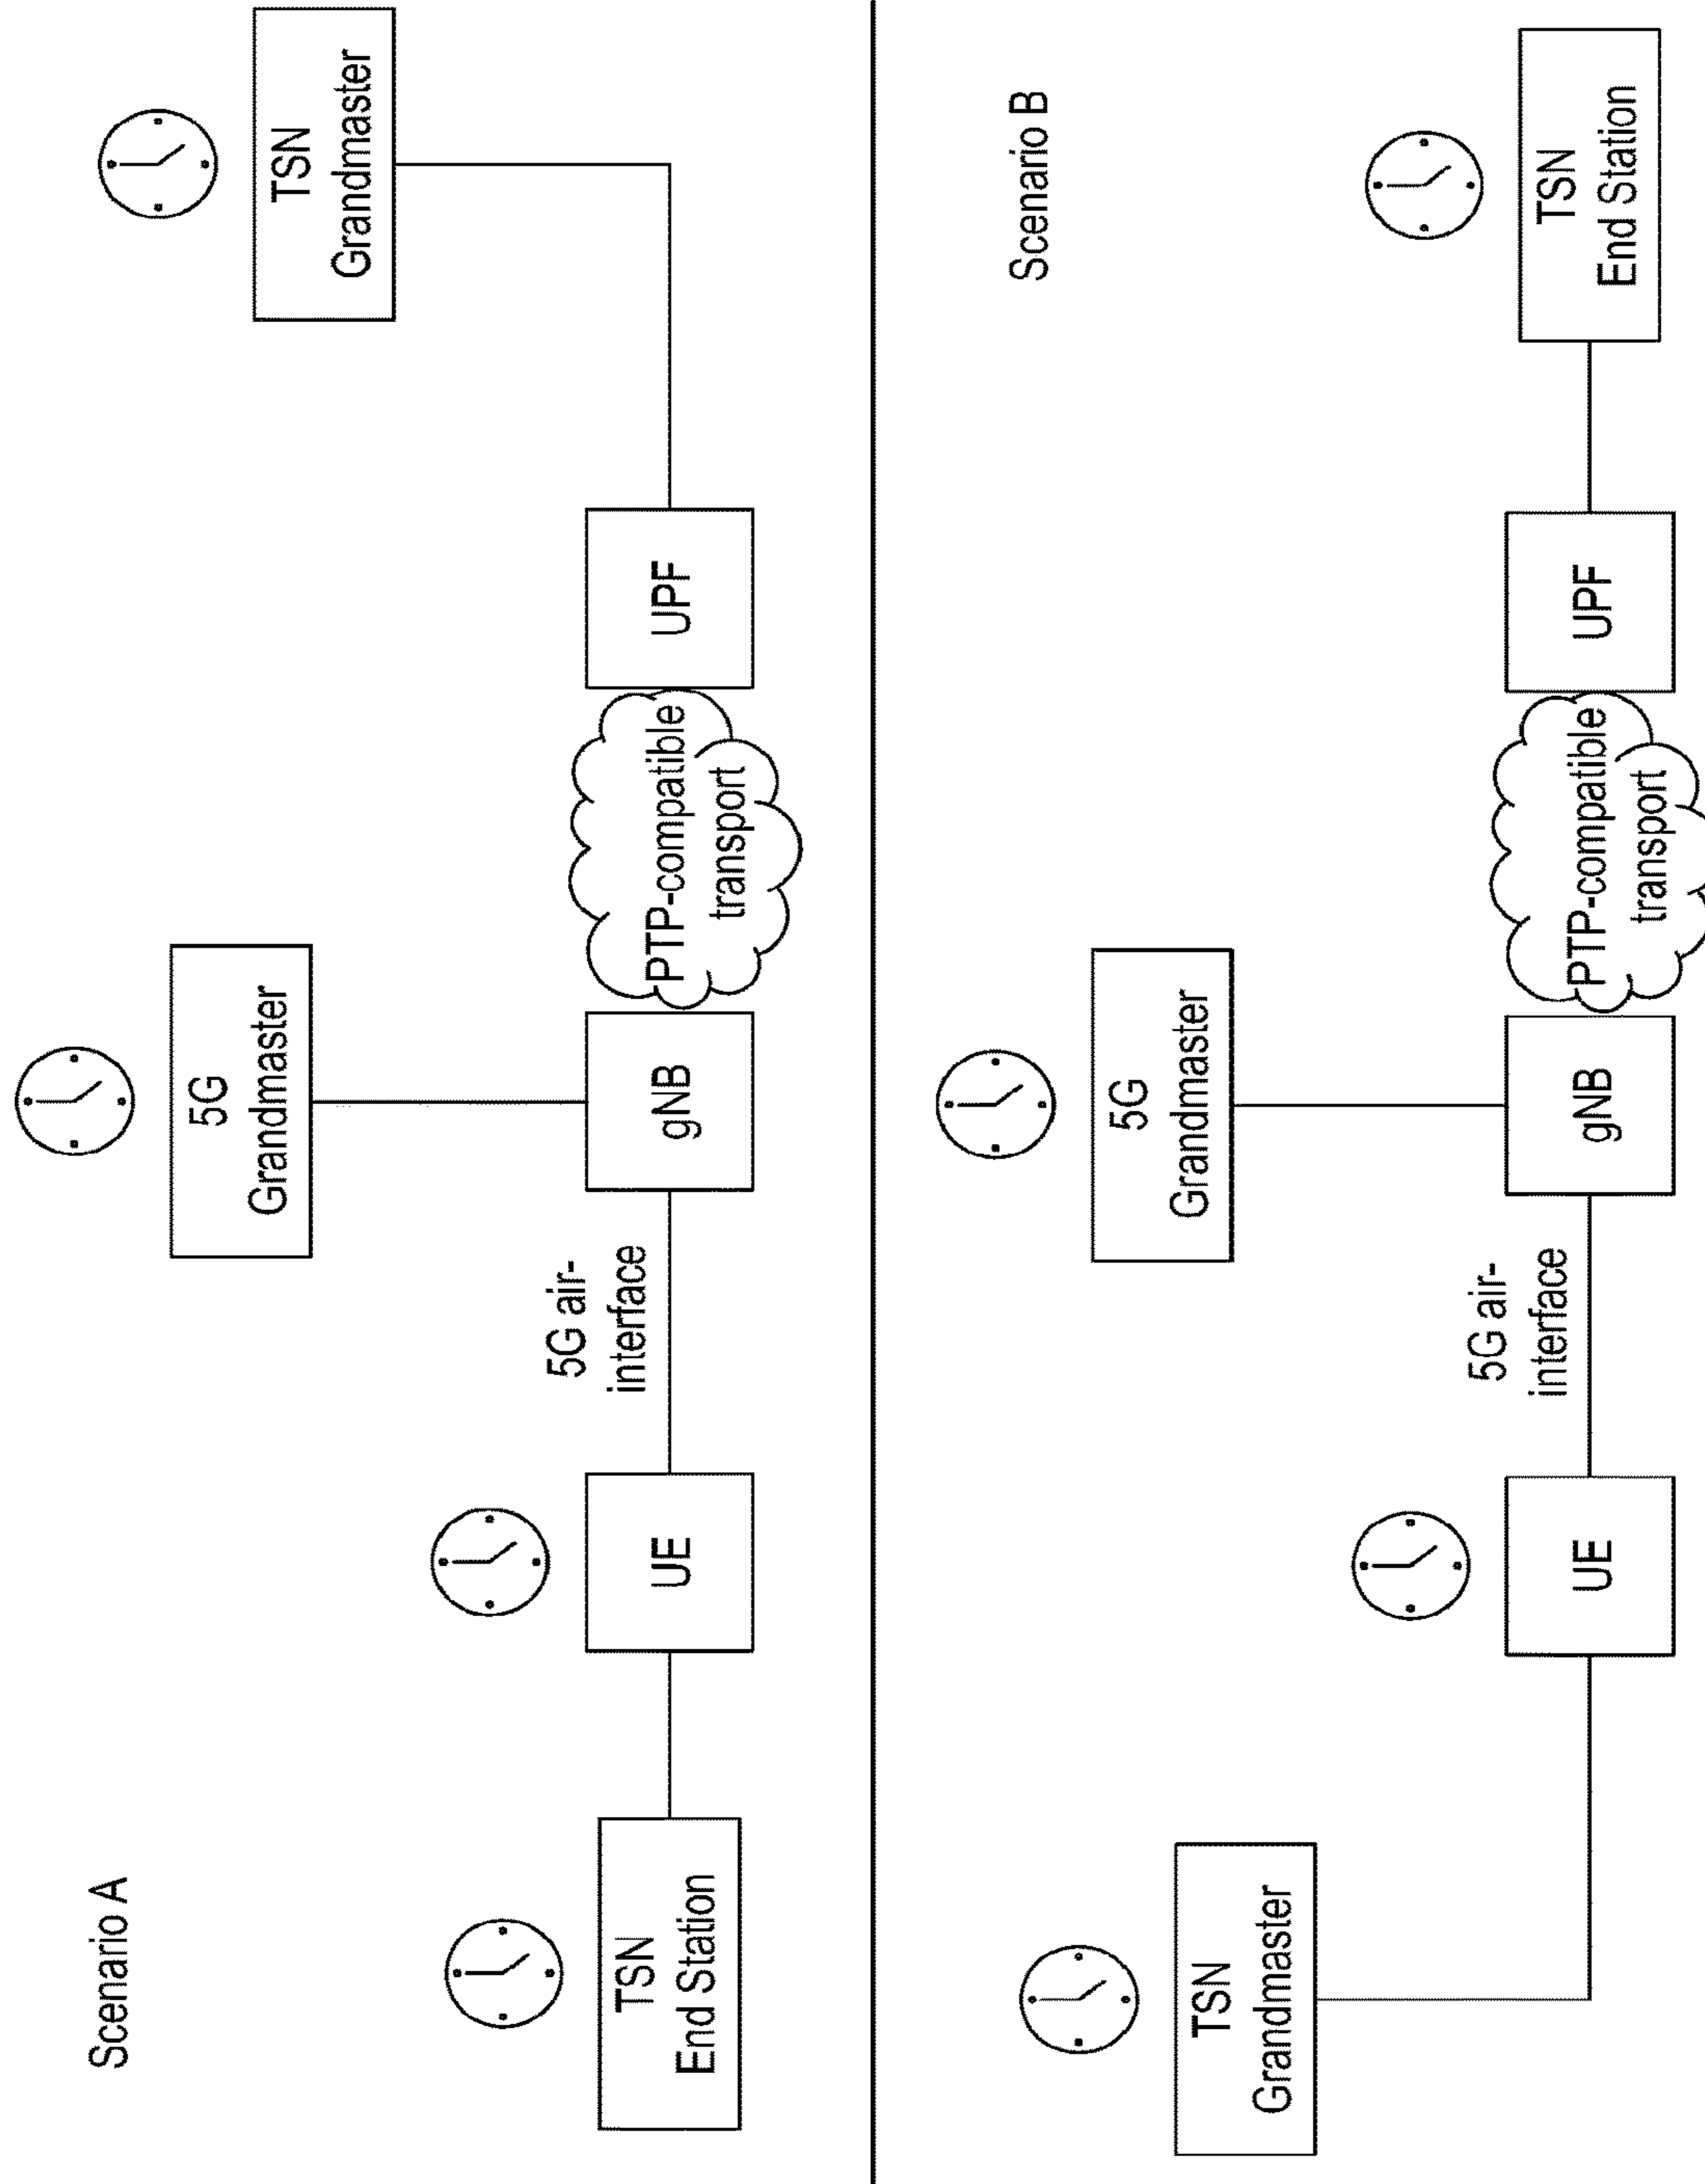 Scenario A
5G
Grandmaster
TSN
Grandmaster
TSN
End Station
UE
5G air-
interface
gNB
PTP-compatible
transport
UPF
Scenario B
TSN
Grandmaster
5G
Grandmaster
UE
5G air-
interface
gNB
PTP-compatible
transport
UPF
TSN
End Station